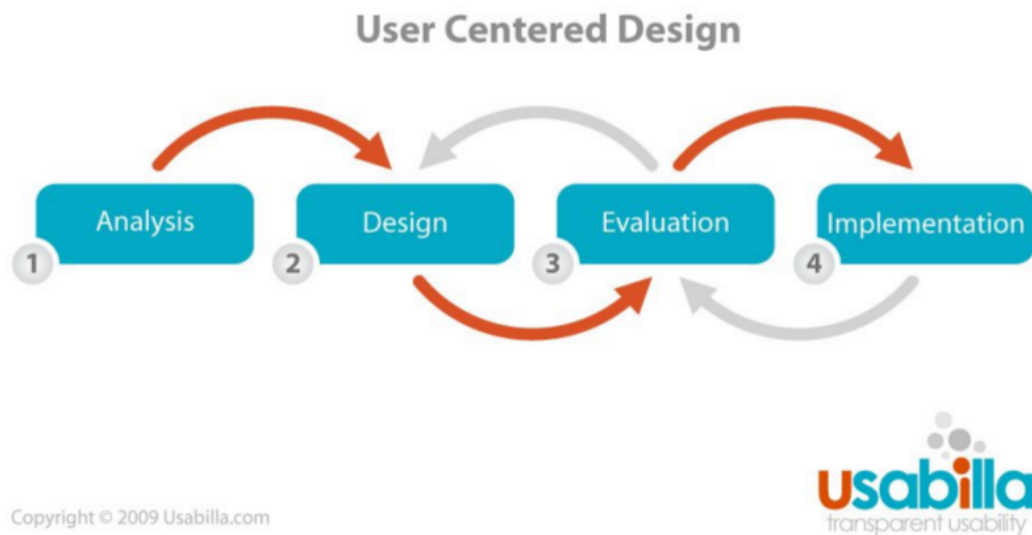 User Centered Design
Analysis
Design
Evaluation
Implementation
1
2
3
4
usabilla
transparent usability
Copyright © 2009 Usabilla.com